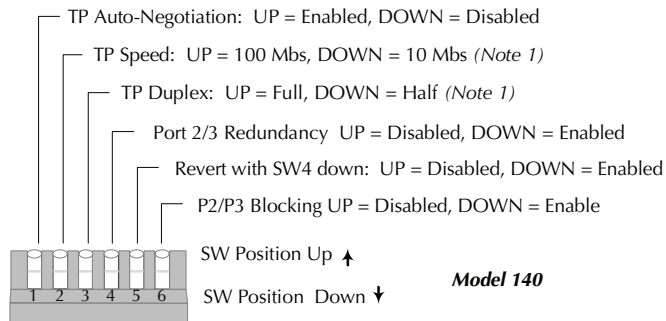 TP Auto-Negotiation: UP = Enabled, DOWN = Disabled
TP Speed: UP = 100 Mbs, DOWN = 10 Mbs (Note 1)
TP Duplex: UP = Full, DOWN = Half (Note 1)
Port 2/3 Redundancy UP = Disabled, DOWN = Enabled
Revert with SW4 down: UP = Disabled, DOWN = Enabled
P2/P3 Blocking UP = Disabled, DOWN = Enable
SW Position Up
Model 140
1 2 3 4 5 6
SW Position Down